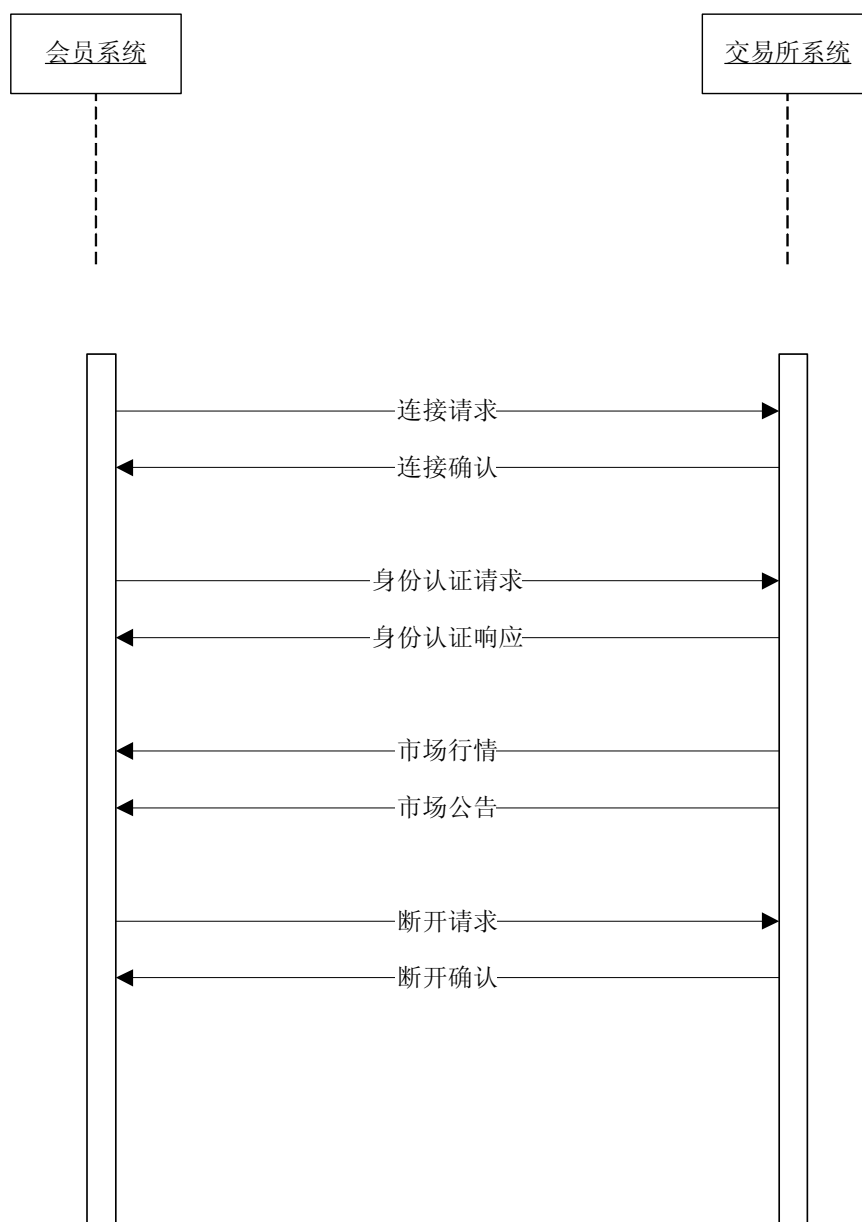 会员系统
交易所系统
连接请求
连接确认
身份认证请求
身份认证响应
市场行情
市场公告
断开请求
断开确认